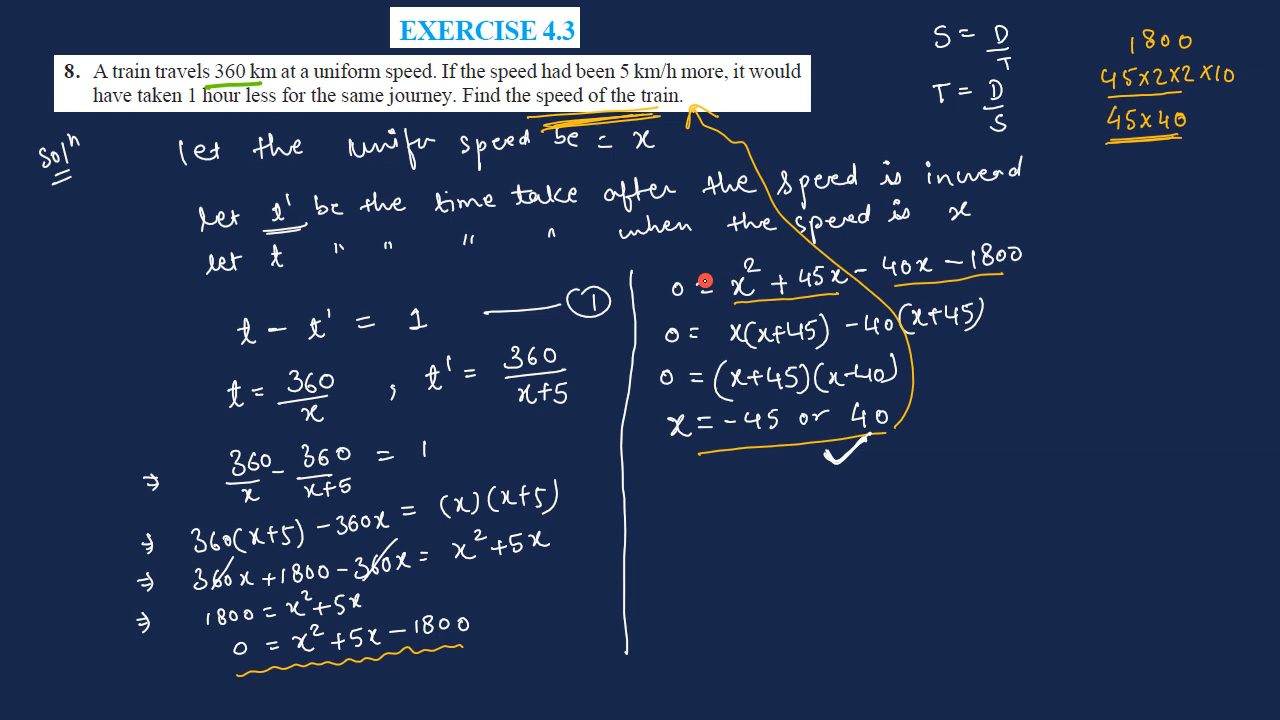 EXERCISE 4.3
8. A train travels 360 km at a uniform speed. If the speed had been 5 km/h more, it would
have taken 1 hour less for the same journey. Find the speed of the train.
S = D/T
T = D/S
1800
45×2×2×10
45×40
Solⁿ
let the unifr speed be = x
let t' be the time take after the speed is
let t " " " " when the speed is x
t - t' = 1 ——— ①
t = 360/x , t' = 360/(x+5)
⇒ 360/x - 360/(x+5) = 1
⇒ 360(x+5) - 360x = (x)(x+5)
⇒ 360x + 1800 - 360x = x² + 5x
⇒ 1800 = x² + 5x
0 = x² + 5x - 1800
0 = x² + 45x - 40x - 1800
0 = x(x+45) - 40(x+45)
0 = (x+45)(x-40)
x = -45 or 40